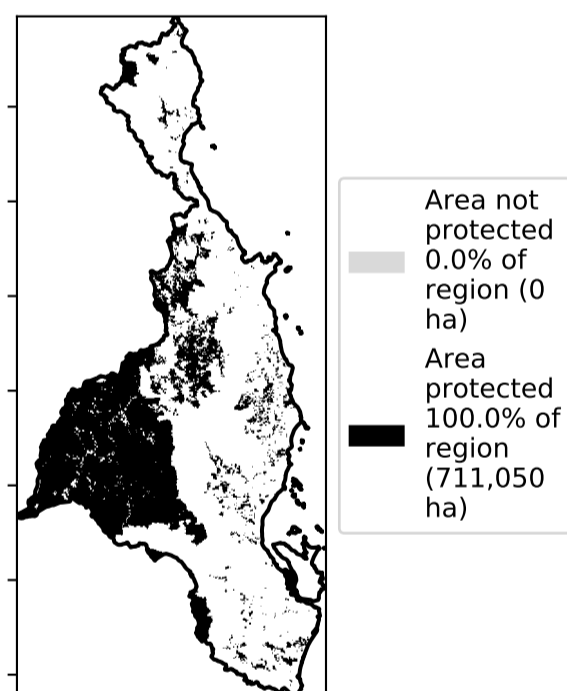 Area not
protected
0.0% of
region (0
ha)
Area
protected
100.0% of
region
(711,050
ha)